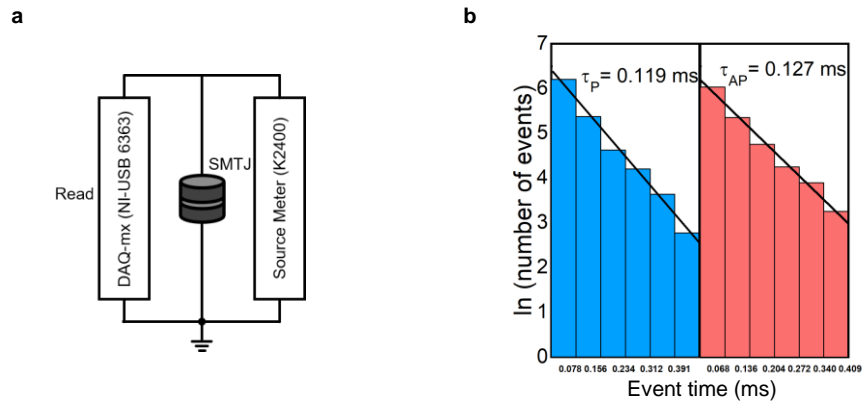 a
b
Read
DAQ-mx (NI-USB 6363)
SMTJ
Source Meter (K2400)
ln (number of events)
7
6
5
4
3
2
1
0
τP= 0.119 ms
τAP= 0.127 ms
0.078 0.156 0.234 0.312 0.391 0.068 0.136 0.204 0.272 0.340 0.409
Event time (ms)